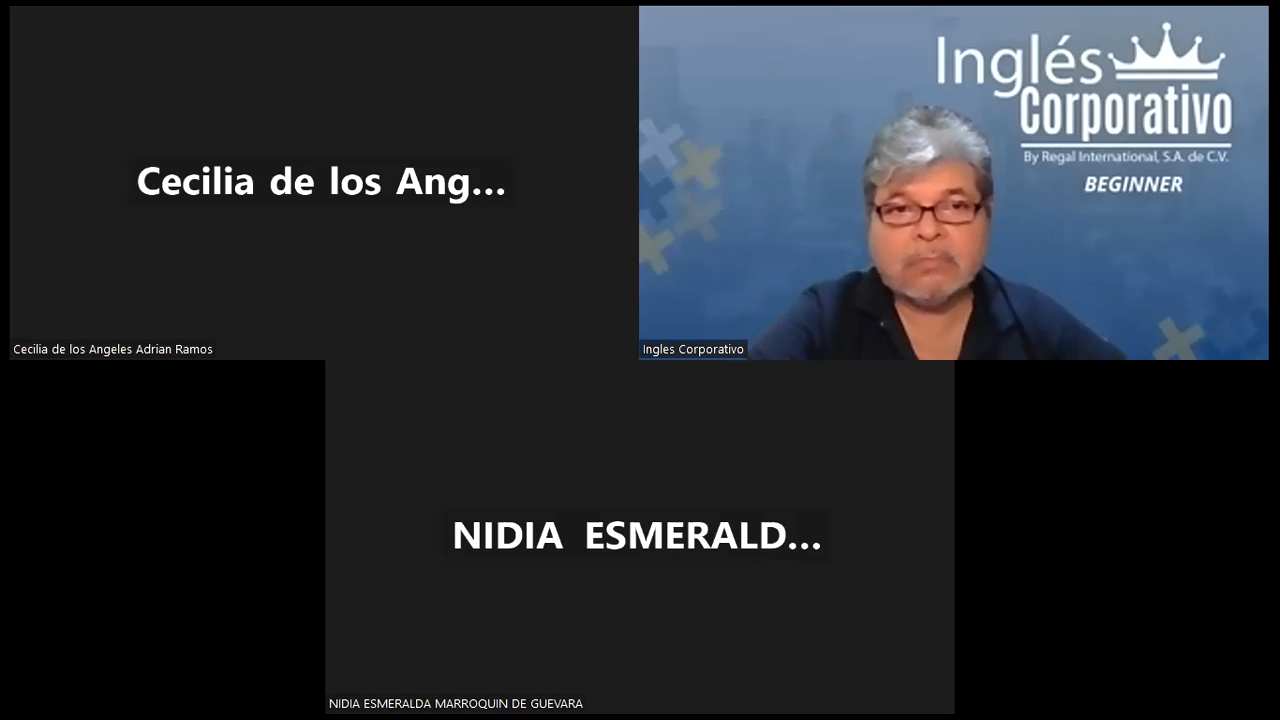 Cecilia de los Ang...
Cecilia de los Angeles Adrian Ramos
Inglés
Corporativo
By Regal International, S.A. de C.V.
BEGINNER
Ingles Corporativo
NIDIA ESMERALD...
NIDIA ESMERALDA MARROQUIN DE GUEVARA